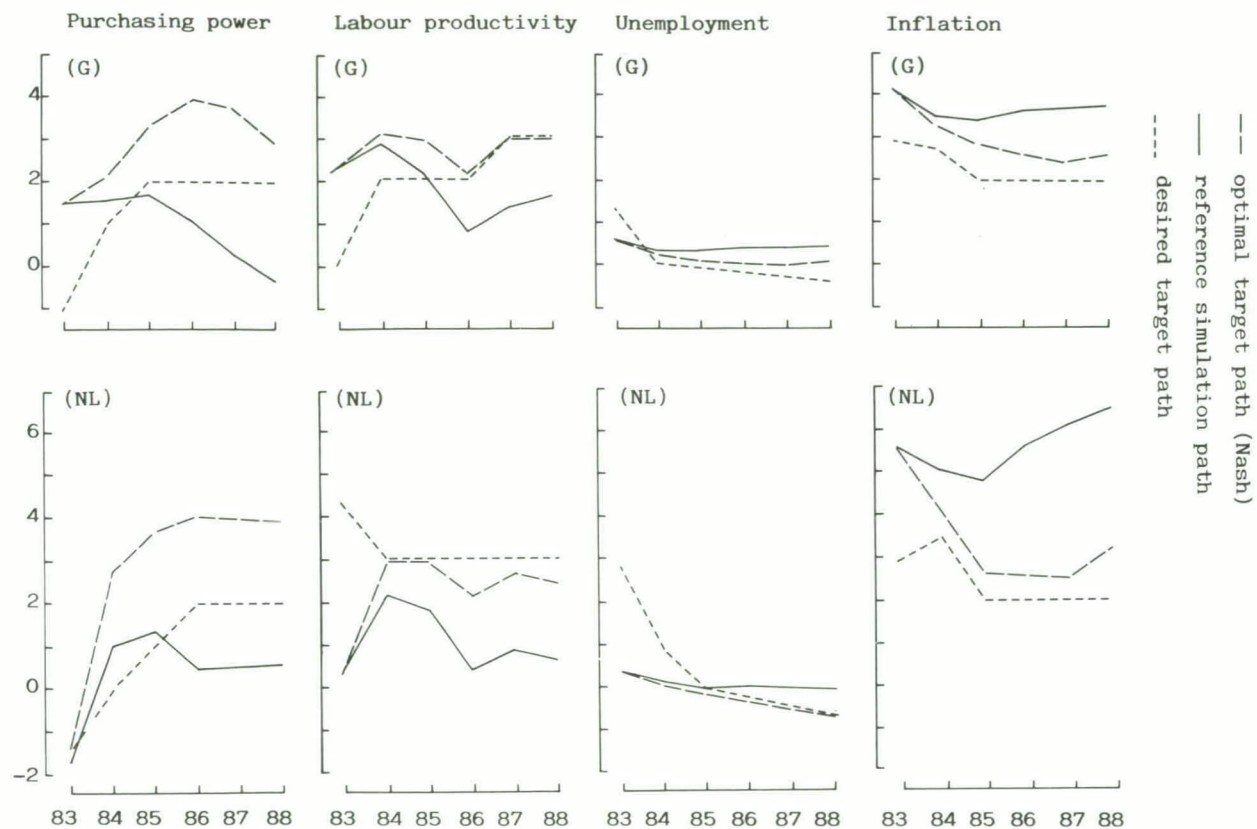 Purchasing power
Labour productivity
Unemployment
Inflation
(G)
(G)
(G)
(G)
4
2
0
(NL)
(NL)
(NL)
(NL)
6
4
2
0
-2
83 84 85 86 87 88
83 84 85 86 87 88
83 84 85 86 87 88
83 84 85 86 87 88
optimal target path (Nash)
reference simulation path
desired target path